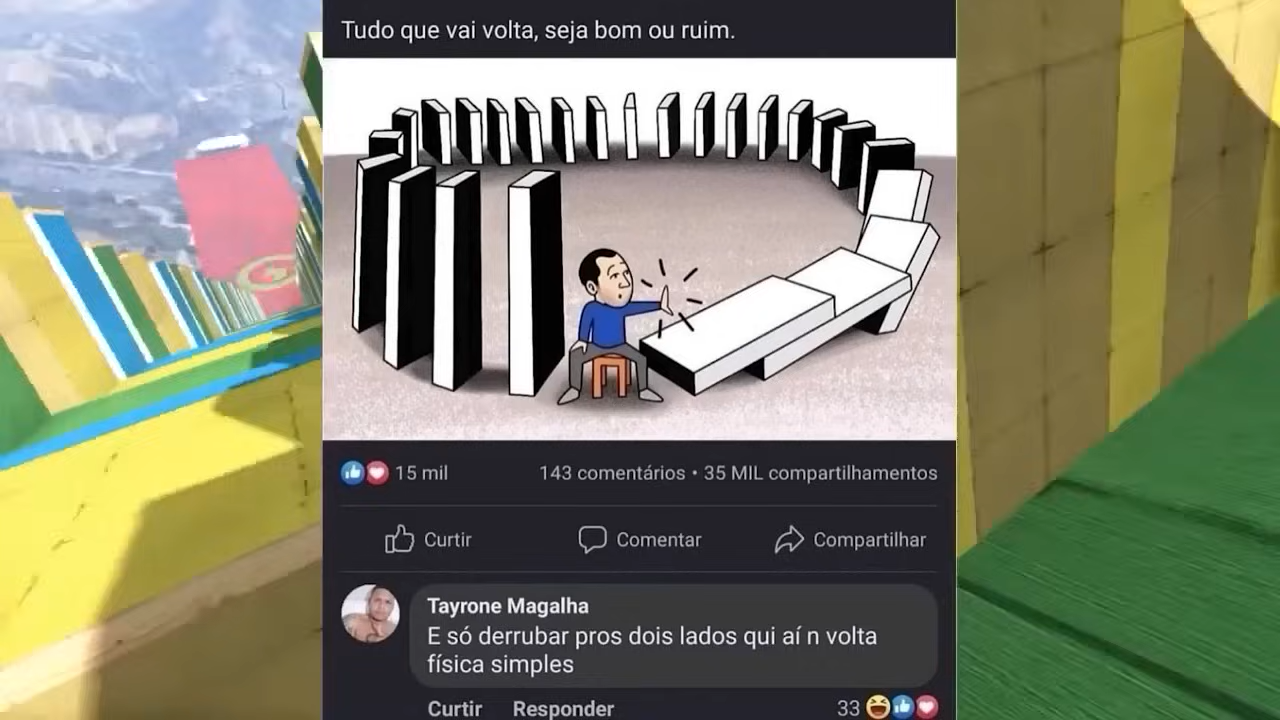 Tudo que vai volta, seja bom ou ruim.
15 mil
143 comentários • 35 MIL compartilhamentos
Curtir
Comentar
Compartilhar
Tayrone Magalha
E só derrubar pros dois lados qui aí n volta
física simples
Curtir
Responder
33